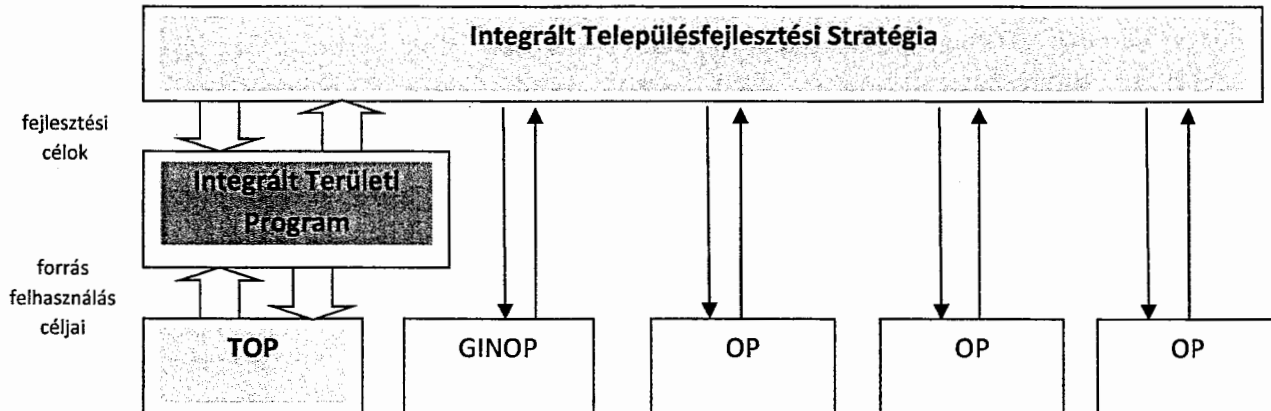 Integrált Településfejlesztési Stratégia
fejlesztési
célok
Integrált Területi
Program
forrás
felhasználás
céljai
TOP
GINOP
OP
OP
OP